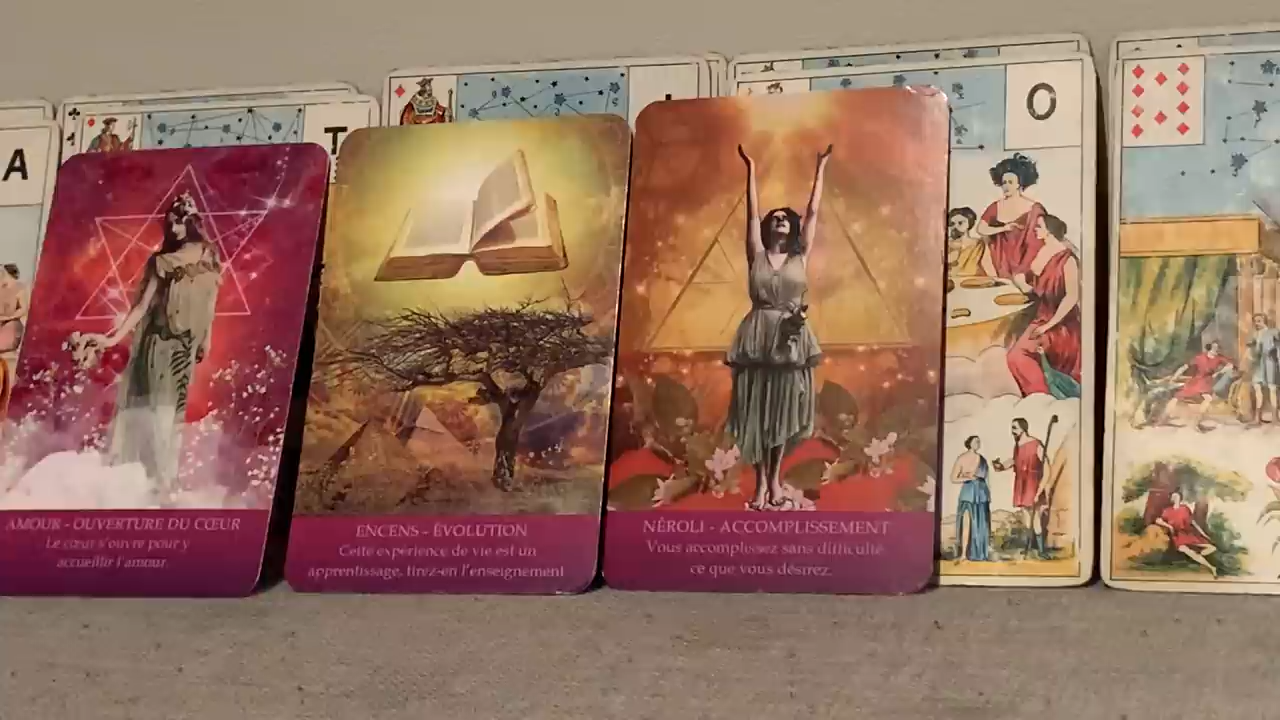 A
T
O
AMOUR - OUVERTURE DU CŒUR
Le cœur s'ouvre pour y
accueillir l'amour.
ENCENS - ÉVOLUTION
Cette expérience de vie est un
apprentissage, tirez-en l'enseignement
NÉROLI - ACCOMPLISSEMENT
Vous accomplissez sans difficulté
ce que vous désirez.